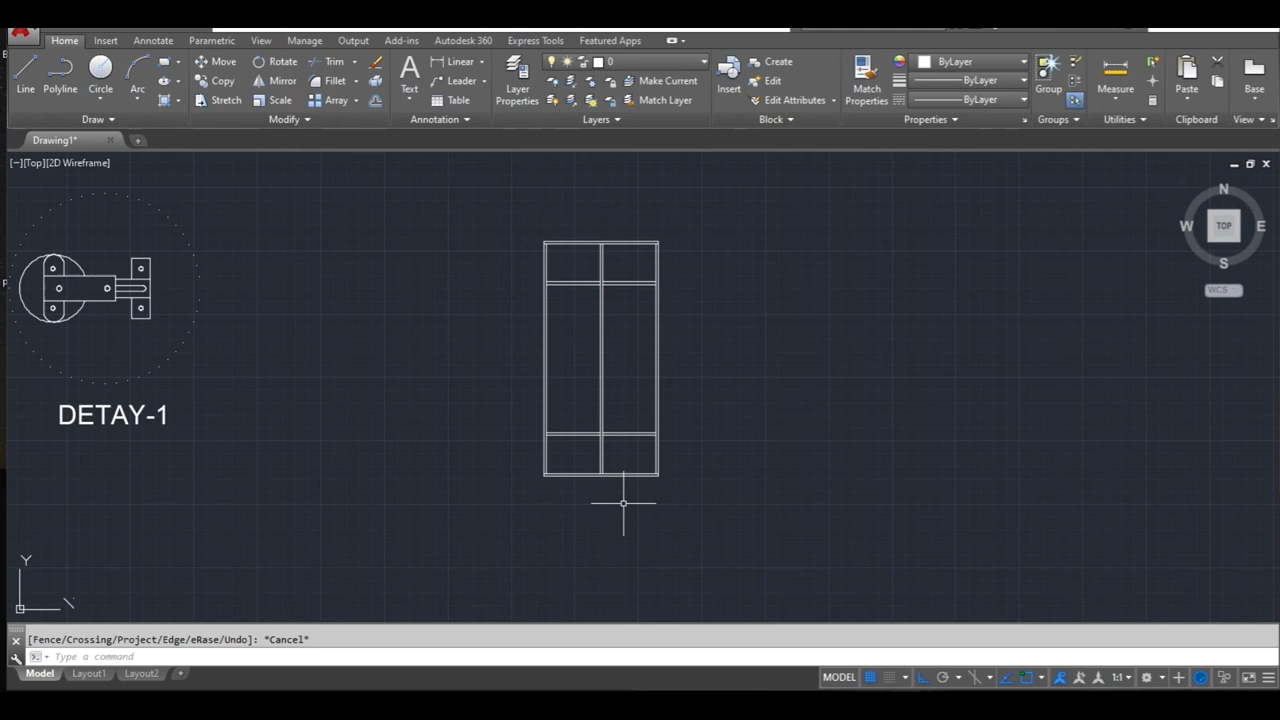 Home Insert Annotate Parametric View Manage Output Add-ins Autodesk 360 Express Tools Featured Apps
Line Polyline Circle Arc
Move Rotate Trim
Copy Mirror Fillet
Stretch Scale Array
Text Linear
Leader
Table
Layer Properties
0
Make Current
Match Layer
Insert
Create
Edit
Edit Attributes
Match Properties
ByLayer
ByLayer
ByLayer
Group
Measure
Paste
Base
Draw Modify Annotation Layers Block Properties Groups Utilities Clipboard View
Drawing1*
[−][Top][2D Wireframe]
N
W TOP E
S
WCS
DETAY-1
Y
[Fence/Crossing/Project/Edge/eRase/Undo]: *Cancel*
Type a command
Model Layout1 Layout2 +
MODEL 1:1